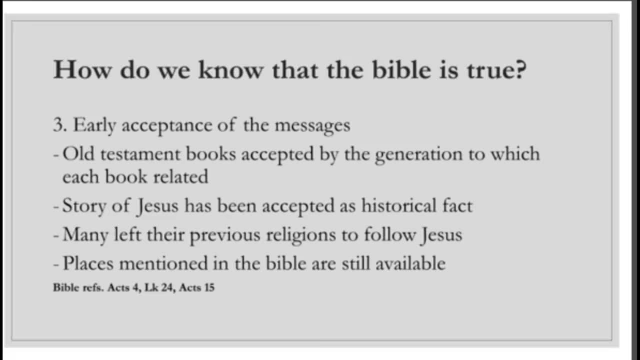 How do we know that the bible is true?
3. Early acceptance of the messages
- Old testament books accepted by the generation to which
each book related
- Story of Jesus has been accepted as historical fact
- Many left their previous religions to follow Jesus
- Places mentioned in the bible are still available
Bible refs. Acts 4, Lk 24, Acts 15